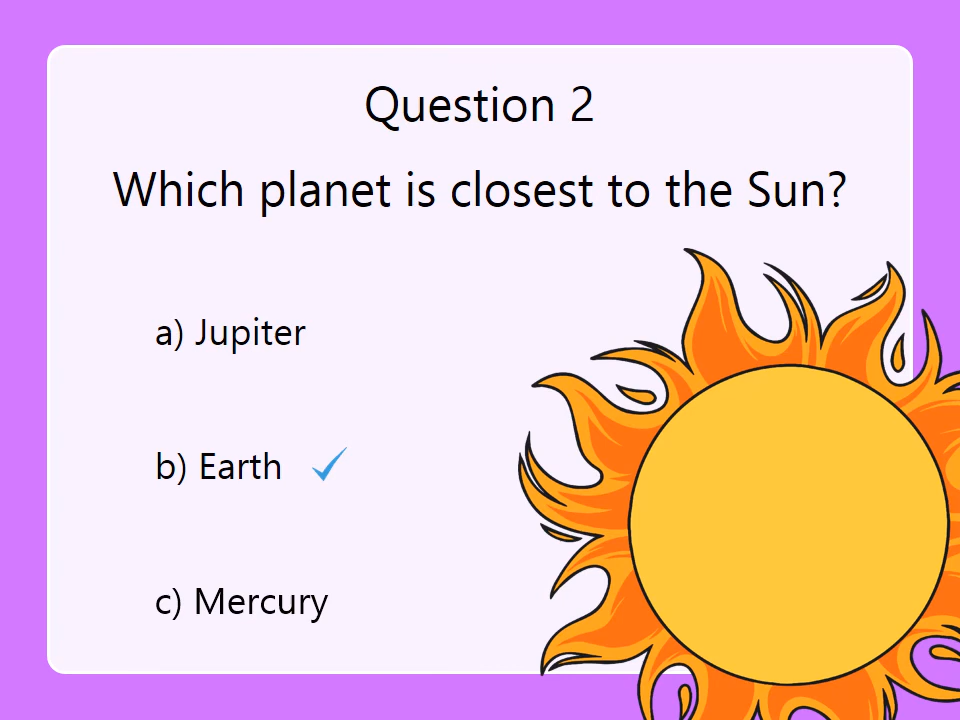 Question 2
Which planet is closest to the Sun?
a) Jupiter
b) Earth
c) Mercury